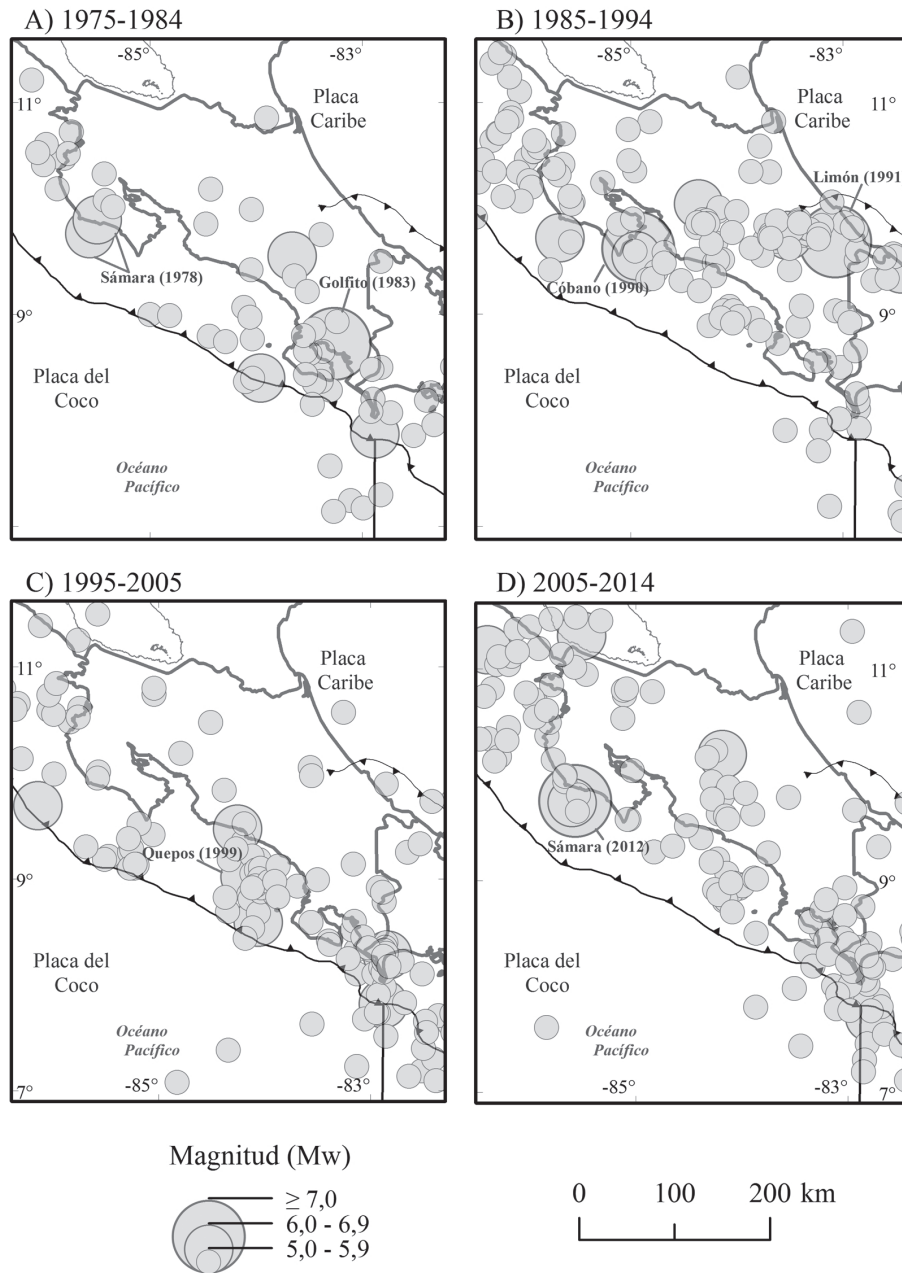 A) 1975-1984
-85°
-83°
11°
Placa
Caribe
Sámara (1978)
Golfito (1983)
9°
Placa del
Coco
Océano
Pacífico
B) 1985-1994
-85°
-83°
Placa
Caribe
11°
Limón (1991)
Cóbano (1990)
9°
Placa del
Coco
Océano
Pacífico
C) 1995-2005
11°
Placa
Caribe
Quepos (1999)
9°
Placa del
Coco
Océano
Pacífico
7°
-85°
-83°
D) 2005-2014
Placa
Caribe
11°
Sámara (2012)
9°
Placa del
Coco
Océano
Pacífico
-85°
-83°
7°
Magnitud (Mw)
≥ 7,0
6,0 - 6,9
5,0 - 5,9
0 100 200 km